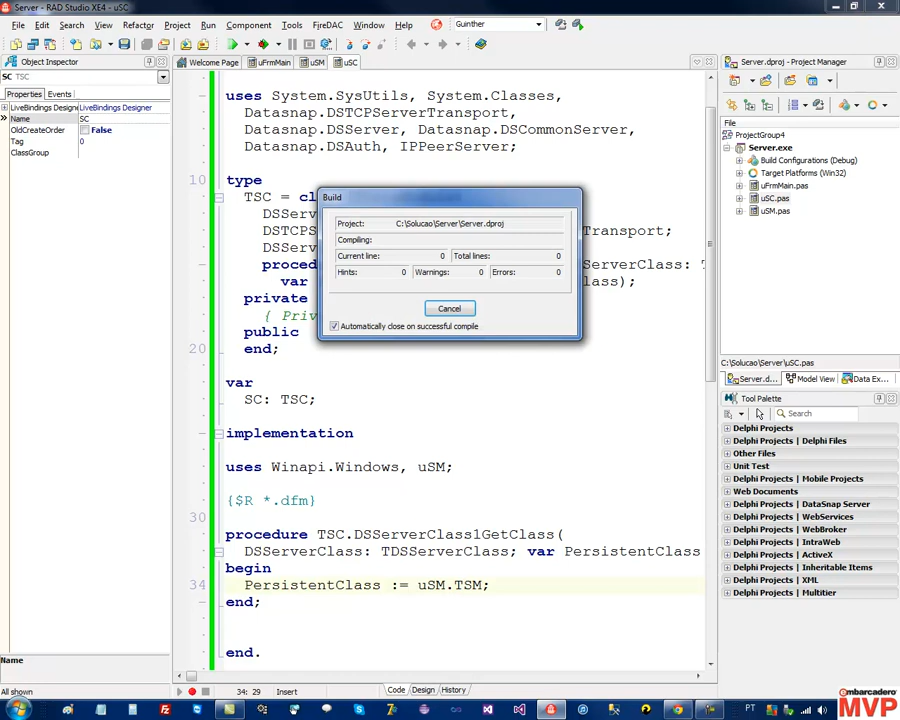 Server - RAD Studio XE4 - uSC
File Edit Search View Refactor Project Run Component Tools FireDAC Window Help Guinther
Object Inspector
SC TSC
Properties Events
LiveBindings Designer LiveBindings Designer
Name SC
OldCreateOrder False
Tag 0
ClassGroup
Name
All shown
Welcome Page uFrmMain uSM uSC
uses System.SysUtils, System.Classes,
Datasnap.DSTCPServerTransport,
Datasnap.DSServer, Datasnap.DSCommonServer,
Datasnap.DSAuth, IPPeerServer;
10 type
TSC = cl
DSServ
DSTCPS Transport;
DSServ
proced ServerClass: T
var lass);
private
{ Priv
public
20 end;
var
SC: TSC;
implementation
uses Winapi.Windows, uSM;
{$R *.dfm}
30
procedure TSC.DSServerClass1GetClass(
DSServerClass: TDSServerClass; var PersistentClass
begin
34 PersistentClass := uSM.TSM;
end;
end.
34: 29 Insert Code Design History
Build
Project: C:\Solucao\Server\Server.dproj
Compiling:
Current line: 0 Total lines: 0
Hints: 0 Warnings: 0 Errors: 0
Cancel
Automatically close on successful compile
Server.dproj - Project Manager
File
ProjectGroup4
Server.exe
Build Configurations (Debug)
Target Platforms (Win32)
uFrmMain.pas
uSC.pas
uSM.pas
C:\Solucao\Server\uSC.pas
Server.d... Model View Data Ex...
Tool Palette
Search
Delphi Projects
Delphi Projects | Delphi Files
Other Files
Unit Test
Delphi Projects | Mobile Projects
Web Documents
Delphi Projects | DataSnap Server
Delphi Projects | WebServices
Delphi Projects | WebBroker
Delphi Projects | IntraWeb
Delphi Projects | ActiveX
Delphi Projects | Inheritable Items
Delphi Projects | XML
Delphi Projects | Multitier
PT
embarcadero
MVP